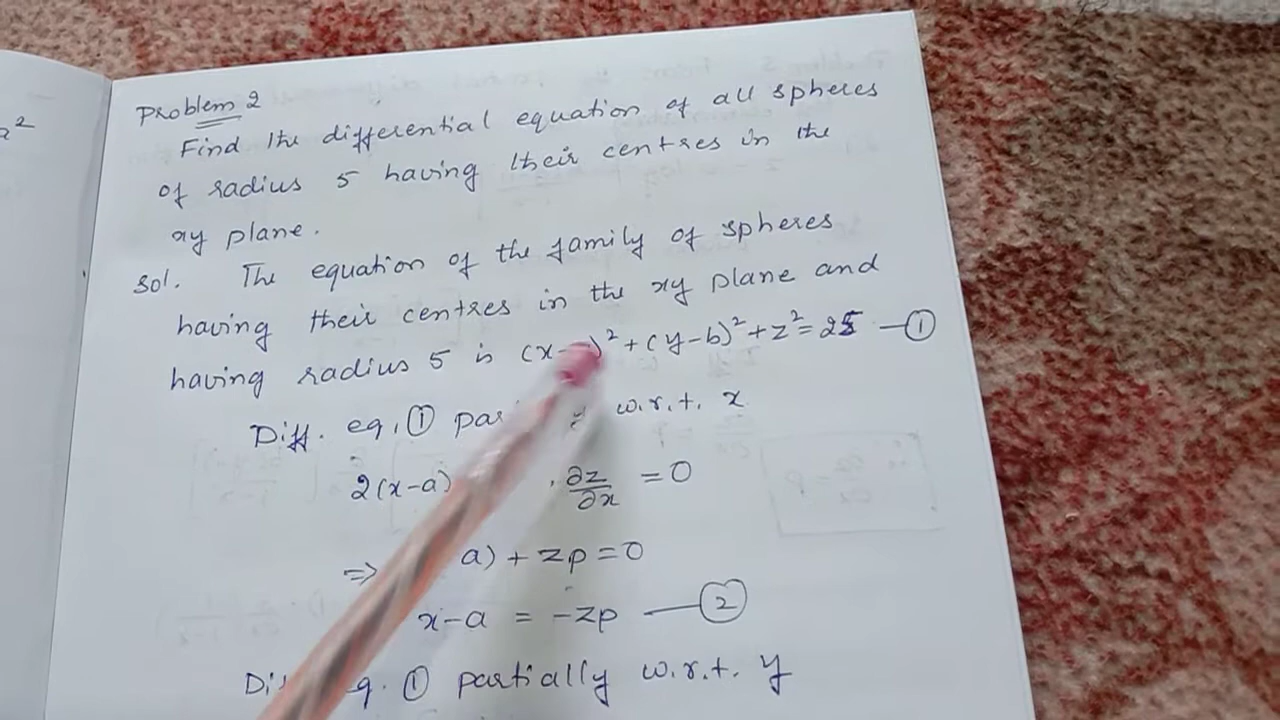 a²
Problem 2
Find the differential equation of all spheres
of radius 5 having their centres in the
xy plane.
Sol. The equation of the family of spheres
having their centres in the xy plane and
having radius 5 is (x- )² + (y-b)² + z² = 25 —①
Diff. eq. ① par y w.r.t. x
2(x-a) . ∂z/∂x = 0
=> a) + zp = 0
x-a = -zp —②
Di q. ① partially w.r.t. y